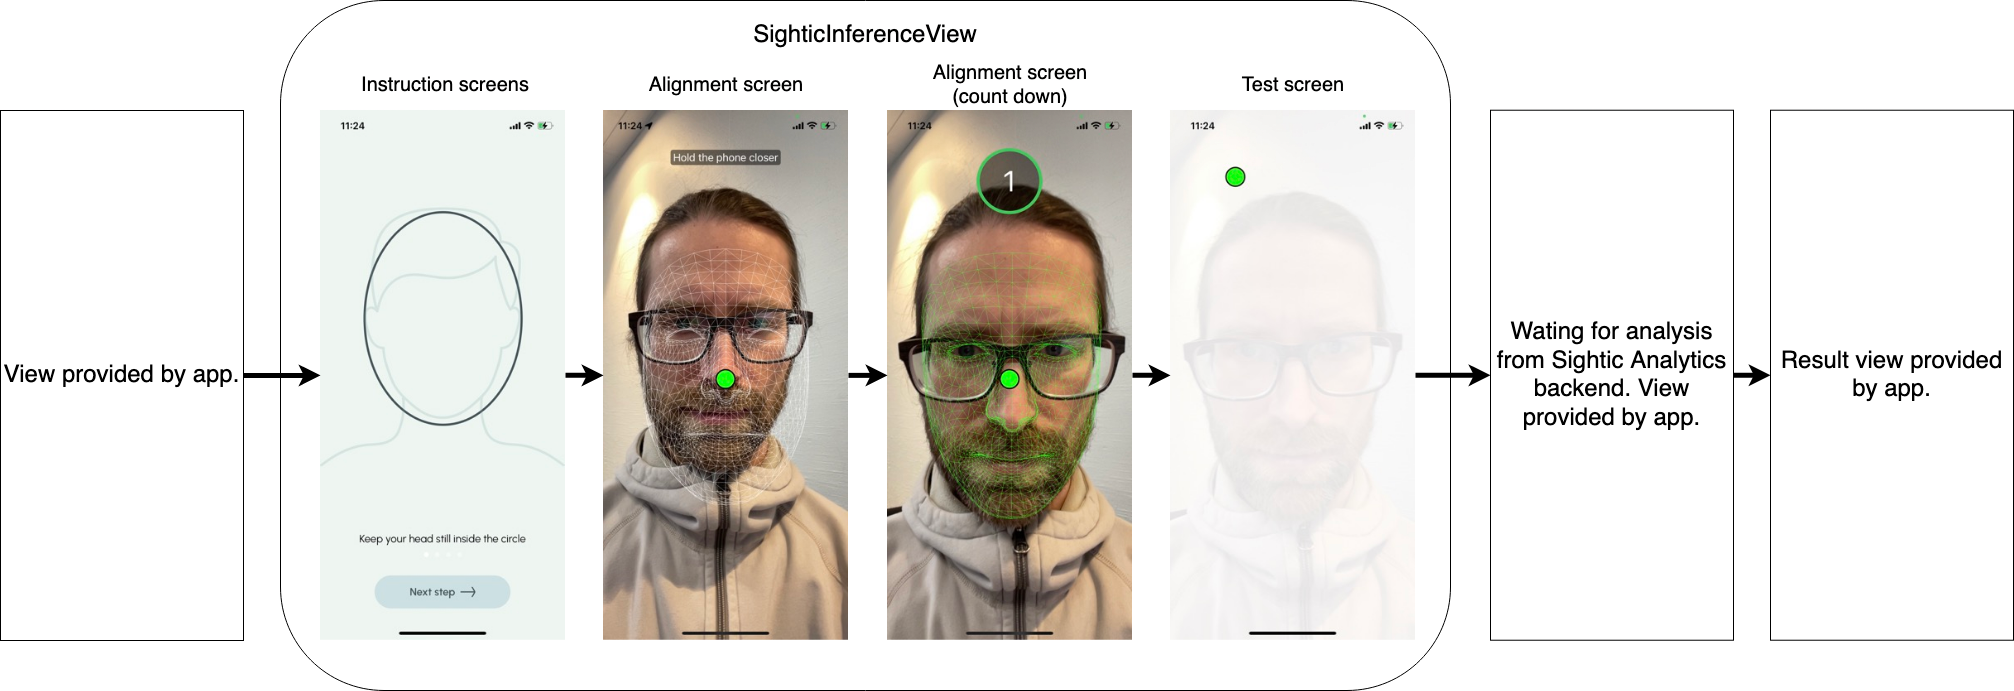 SighticInferenceView
Instruction screens
Alignment screen
Alignment screen
(count down)
Test screen
View provided by app.
11:24
Keep your head still inside the circle
Next step
11:24
Hold the phone closer
11:24
1
11:24
Wating for analysis
from Sightic Analytics
backend. View
provided by app.
Result view provided
by app.